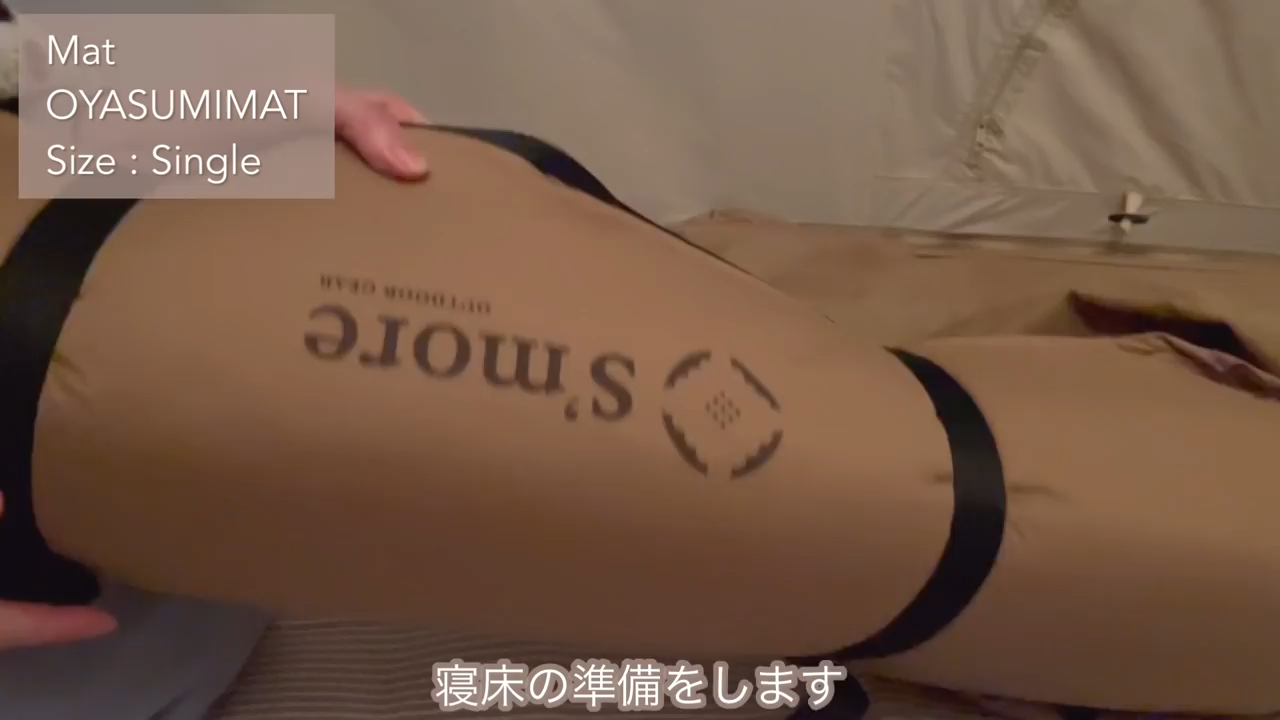 Mat
OYASUMIMAT
Size : Single
S'more
OUTDOOR GEAR
寝床の準備をします